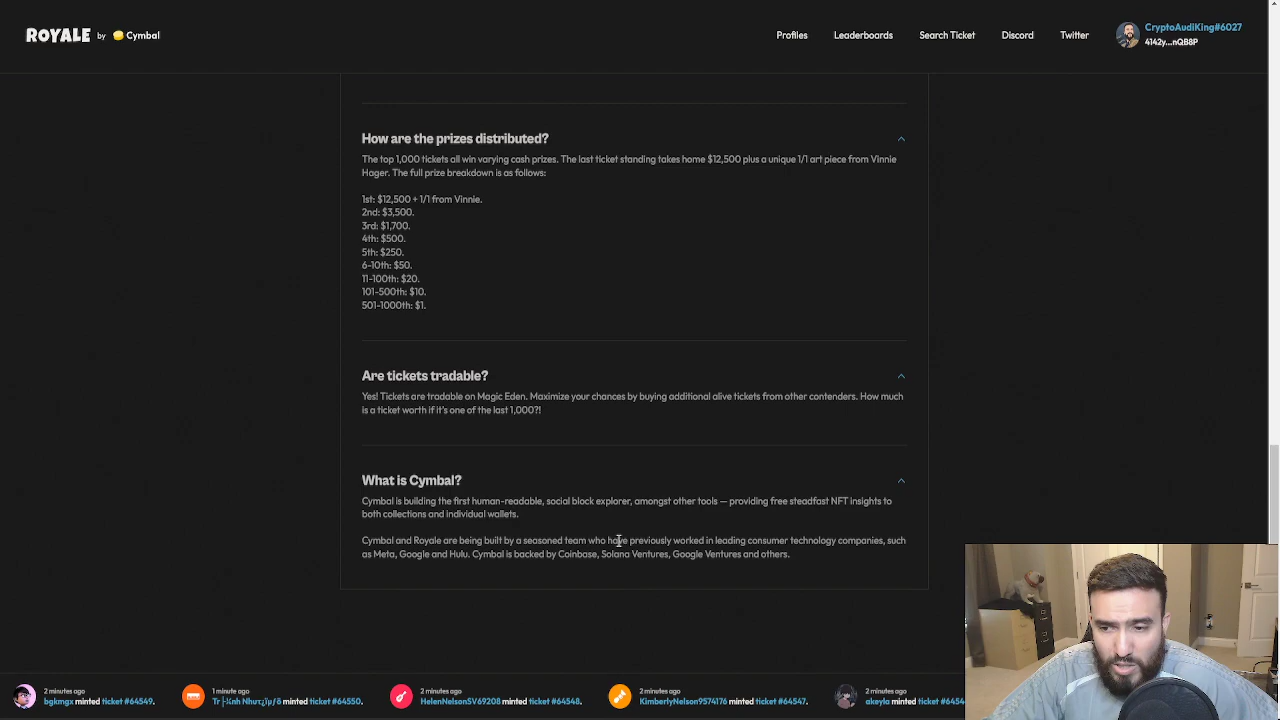 ROYALE by Cymbal
Profiles
Leaderboards
Search Ticket
Discord
Twitter
CryptoAudiKing#6027
4142y...nQB8P
How are the prizes distributed?
The top 1,000 tickets all win varying cash prizes. The last ticket standing takes home $12,500 plus a unique 1/1 art piece from Vinnie
Hager. The full prize breakdown is as follows:
1st: $12,500 + 1/1 from Vinnie.
2nd: $3,500.
3rd: $1,700.
4th: $500.
5th: $250.
6-10th: $50.
11-100th: $20.
101-500th: $10.
501-1000th: $1.
Are tickets tradable?
Yes! Tickets are tradable on Magic Eden. Maximize your chances by buying additional alive tickets from other contenders. How much
is a ticket worth if it's one of the last 1,000?!
What is Cymbal?
Cymbal is building the first human-readable, social block explorer, amongst other tools — providing free steadfast NFT insights to
both collections and individual wallets.
Cymbal and Royale are being built by a seasoned team who have previously worked in leading consumer technology companies, such
as Meta, Google and Hulu. Cymbal is backed by Coinbase, Solana Ventures, Google Ventures and others.
2 minutes ago
bgkmgx minted ticket #64549.
1 minute ago
minted ticket #64550.
2 minutes ago
HelenNelsonSV69208 minted ticket #64548.
2 minutes ago
KimberlyNelson9574176 minted ticket #64547.
2 minutes ago
akeyla minted ticket #6454